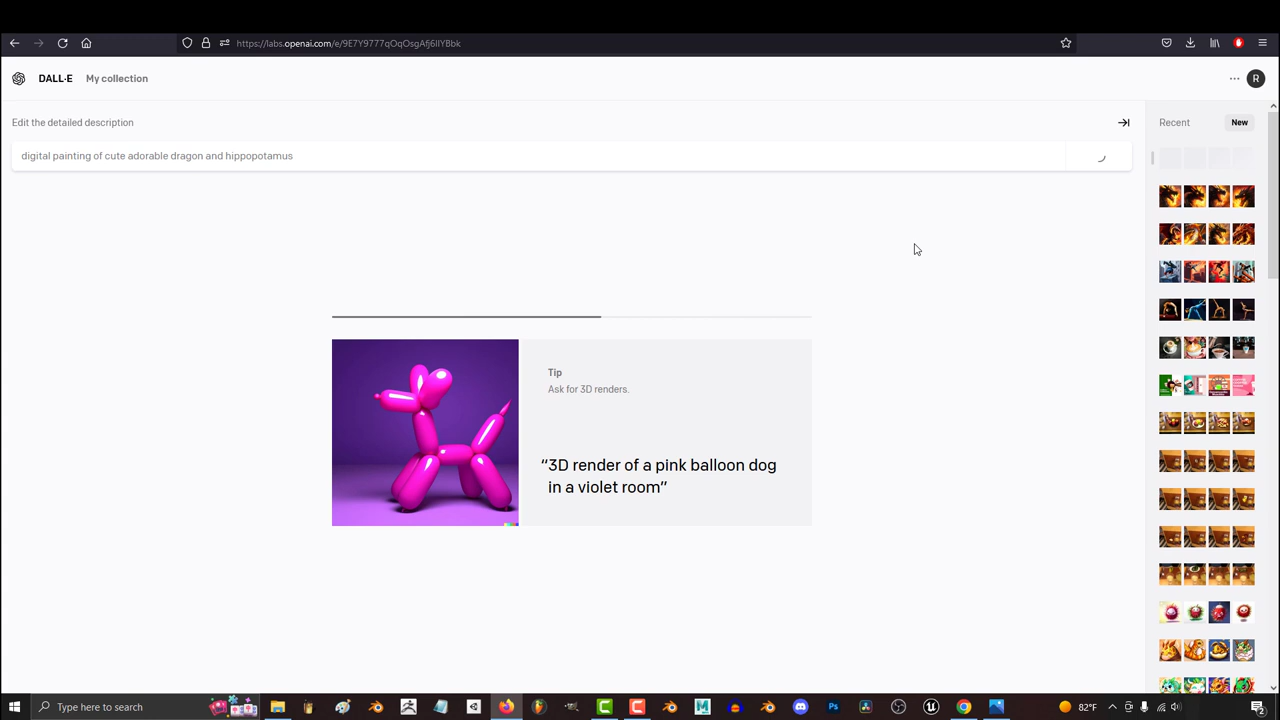 https://labs.openai.com/e/9E7Y9777qOqOsgAfj6IIYBbk
DALL·E
My collection
R
Edit the detailed description
Recent
New
digital painting of cute adorable dragon and hippopotamus
Tip
Ask for 3D renders.
“3D render of a pink balloon dog
in a violet room”
Type here to search
82°F
2